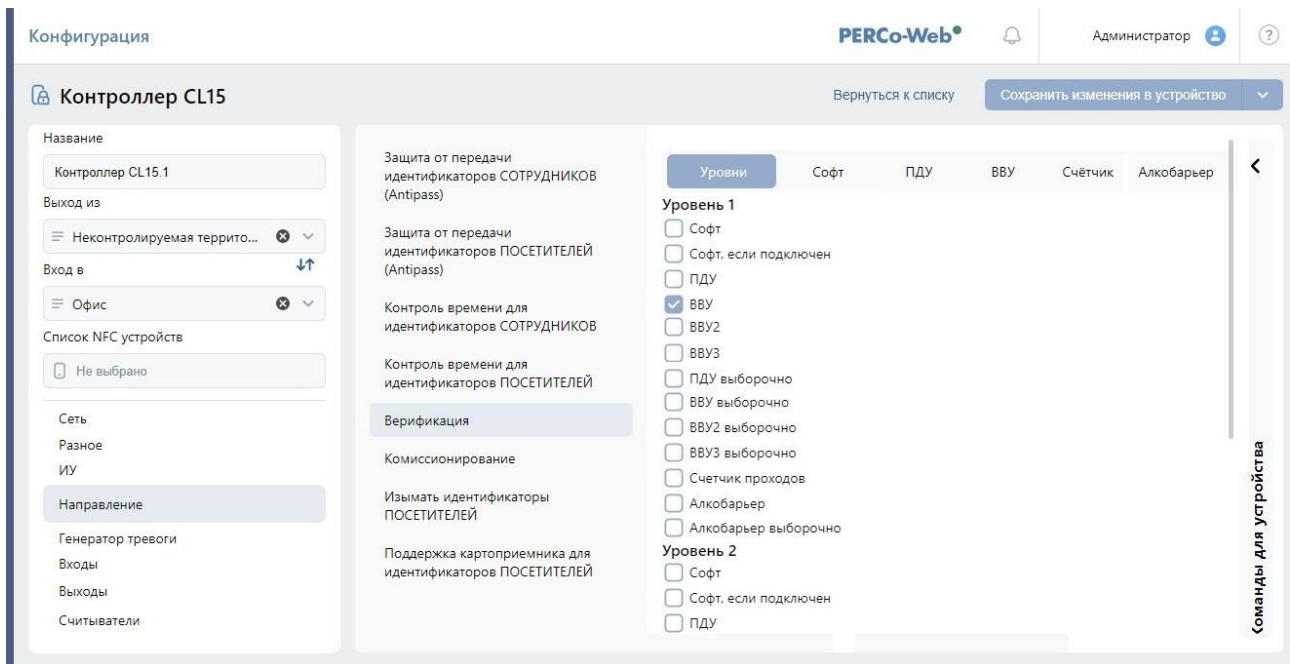 Конфигурация
PERCo-Web
Администратор
?
Контроллер CL15
Вернуться к списку
Сохранить изменения в устройство
Название
Контроллер CL15.1
Выход из
Неконтролируемая террито...
Вход в
Офис
Список NFC устройств
Не выбрано
Сеть
Разное
ИУ
Направление
Генератор тревоги
Входы
Выходы
Считыватели
Защита от передачи
идентификаторов СОТРУДНИКОВ
(Antipass)
Защита от передачи
идентификаторов ПОСЕТИТЕЛЕЙ
(Antipass)
Контроль времени для
идентификаторов СОТРУДНИКОВ
Контроль времени для
идентификаторов ПОСЕТИТЕЛЕЙ
Верификация
Комиссионирование
Изымать идентификаторы
ПОСЕТИТЕЛЕЙ
Поддержка картоприемника для
идентификаторов ПОСЕТИТЕЛЕЙ
Уровни Софт ПДУ ВВУ Счётчик Алкобарьер
Уровень 1
Софт
Софт, если подключен
ПДУ
ВВУ
ВВУ2
ВВУ3
ПДУ выборочно
ВВУ выборочно
ВВУ2 выборочно
ВВУ3 выборочно
Счетчик проходов
Алкобарьер
Алкобарьер выборочно
Уровень 2
Софт
Софт, если подключен
ПДУ
Команды для устройства